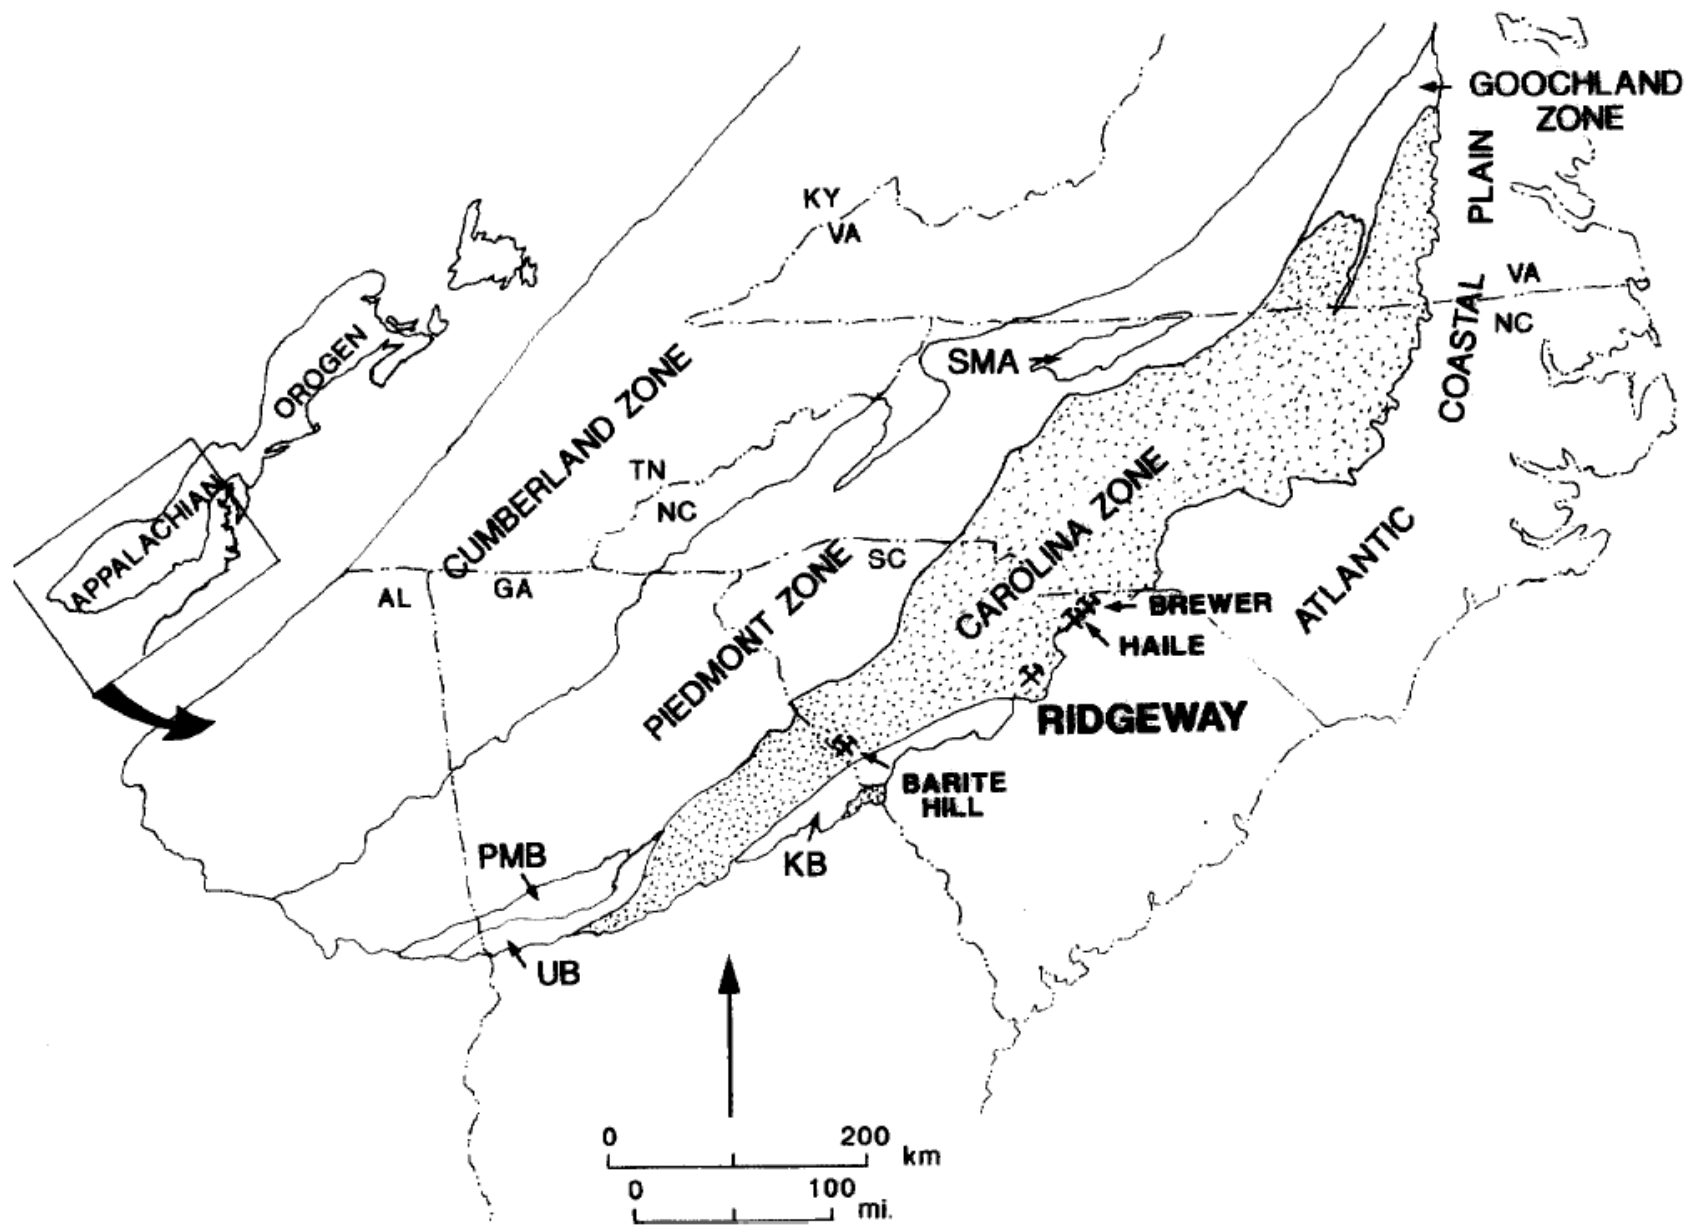 GOOCHLAND
ZONE
COASTAL PLAIN
KY
VA
VA
NC
OROGEN
APPALACHIAN
CUMBERLAND ZONE
SMA
TN
NC
CAROLINA ZONE
ATLANTIC
AL
GA
SC
PIEDMONT ZONE
BREWER
HAILE
RIDGEWAY
BARITE
HILL
PMB
KB
UB
0 200
km
0 100
mi.